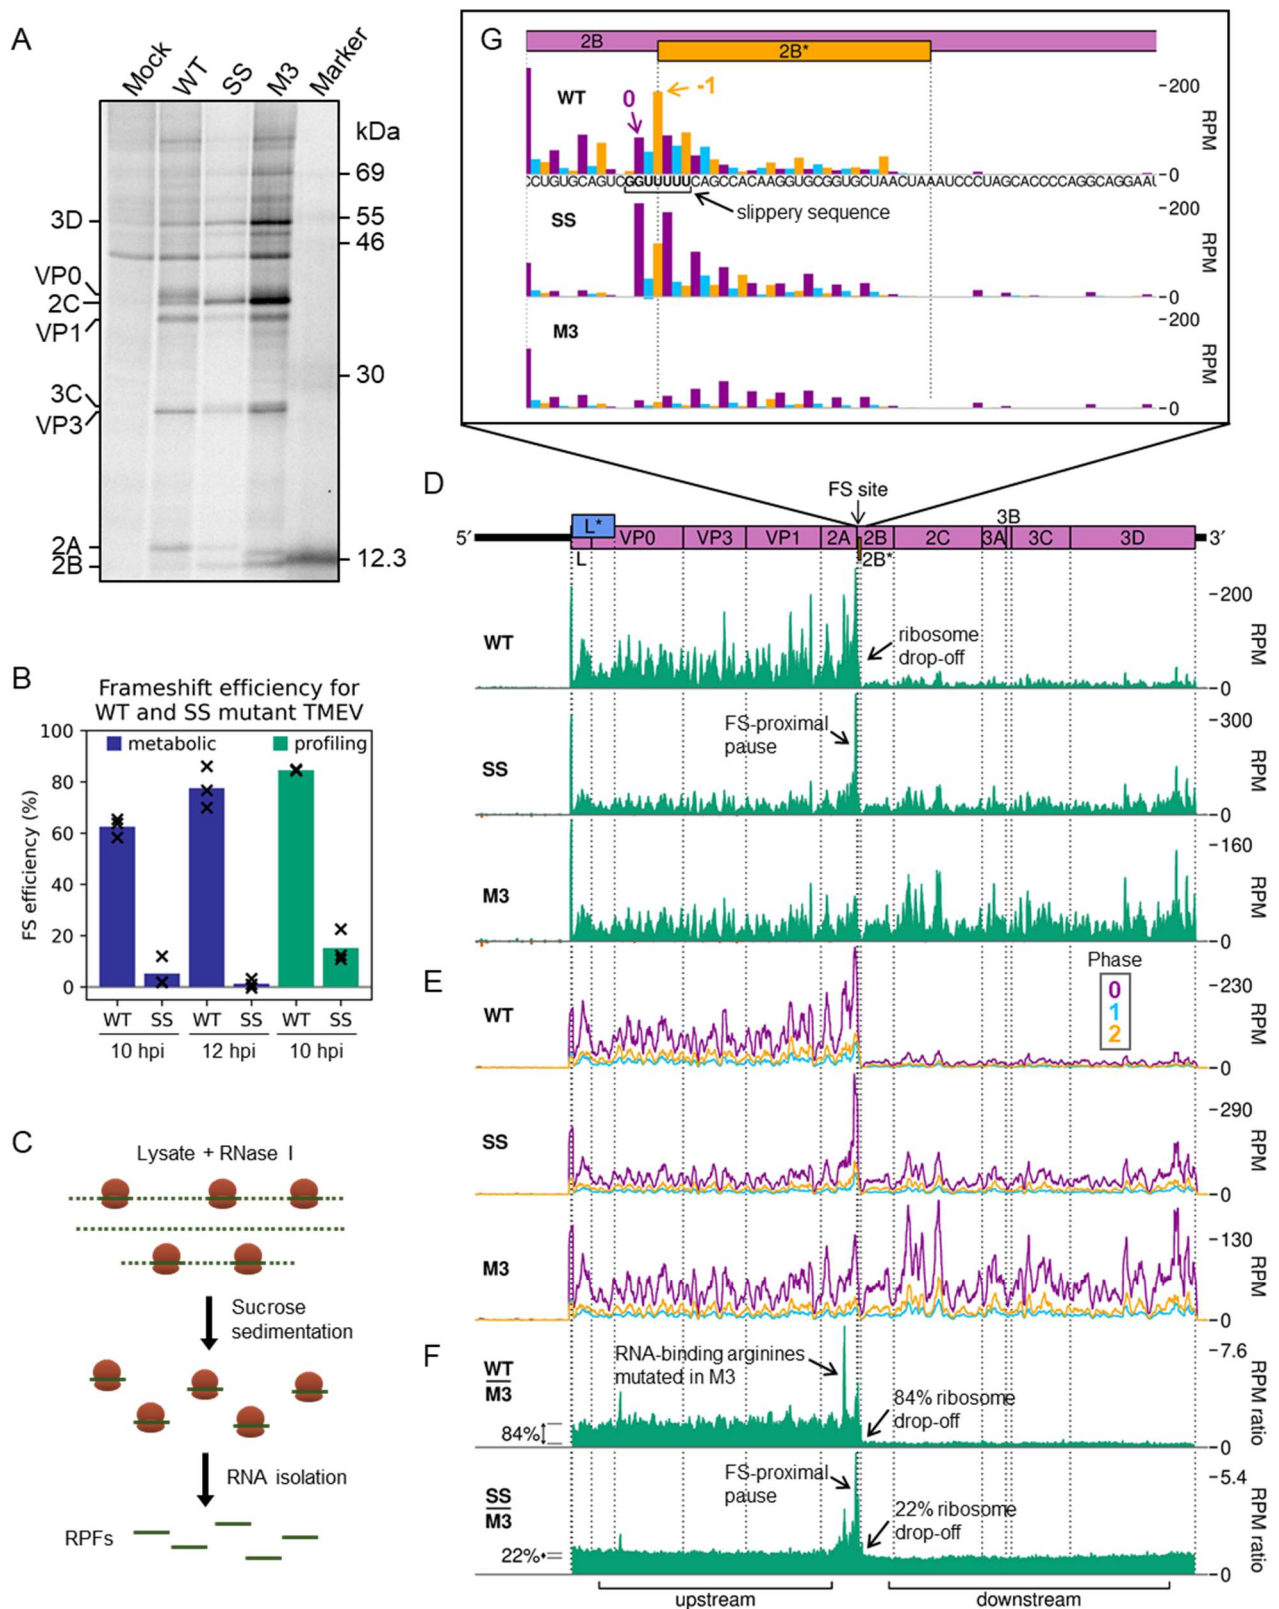 A
Mock
WT
SS
M3
Marker
kDa
69
55
46
30
12.3
3D
VP0
2C
VP1
3C
VP3
2A
2B
B
Frameshift efficiency for
WT and SS mutant TMEV
metabolic
profiling
FS efficiency (%)
100
80
60
40
20
0
WT SS WT SS WT SS
10 hpi 12 hpi 10 hpi
C
Lysate + RNase I
Sucrose
sedimentation
RNA isolation
RPFs
G
2B
2B*
WT
0
-1
200
0
RPM
CCUGUGCAGUCGGUUUUUCAGCCACAAGGUGCGGUGCUAACUAAAUCCCUAGCACCCCAGGCAGGAAU
slippery sequence
SS
200
0
RPM
M3
200
0
RPM
D
FS site
5′
L*
L
VP0
VP3
VP1
2A
2B
2B*
2C
3A
3B
3C
3D
3′
WT
ribosome
drop-off
200
0
RPM
SS
FS-proximal
pause
300
0
RPM
M3
160
0
RPM
E
Phase
0
1
2
WT
230
0
RPM
SS
290
0
RPM
M3
130
0
RPM
F
WT
M3
84%
RNA-binding arginines
mutated in M3
84% ribosome
drop-off
7.6
0
RPM ratio
SS
M3
22%
FS-proximal
pause
22% ribosome
drop-off
5.4
0
RPM ratio
upstream
downstream